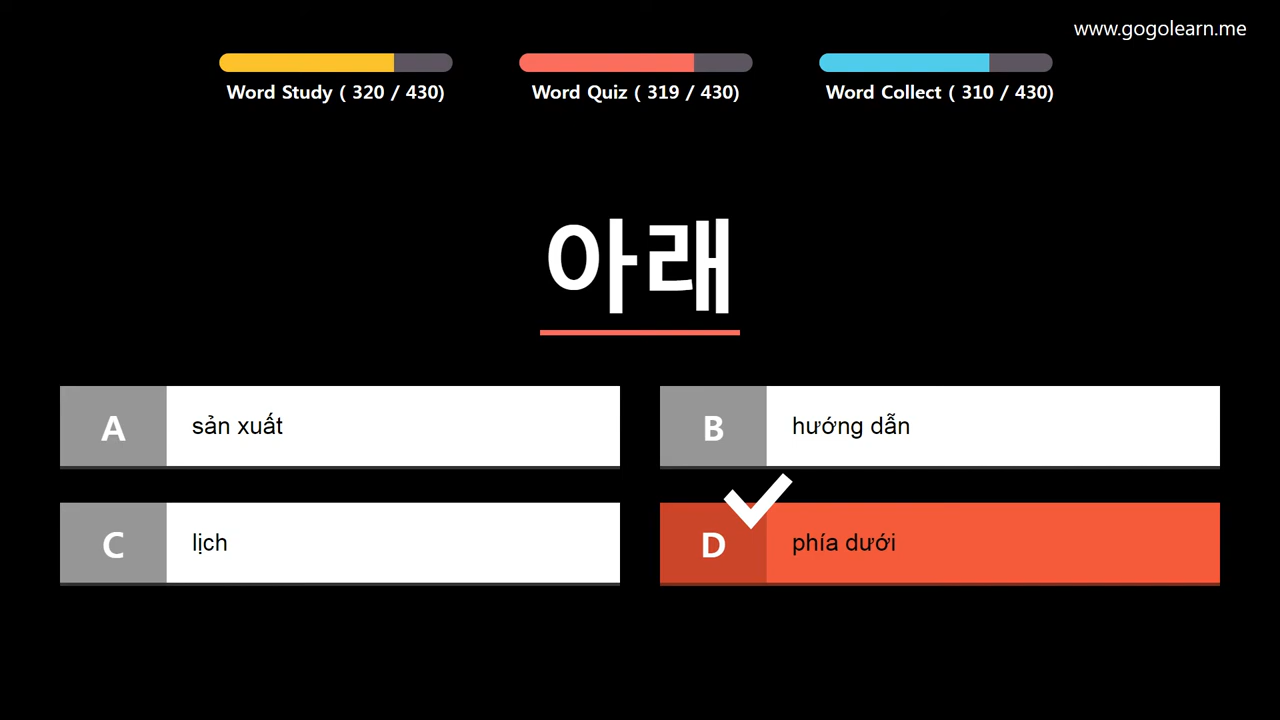 www.gogolearn.me
Word Study ( 320 / 430)
Word Quiz ( 319 / 430)
Word Collect ( 310 / 430)
아래
A sản xuất
B hướng dẫn
C lịch
D phía dưới